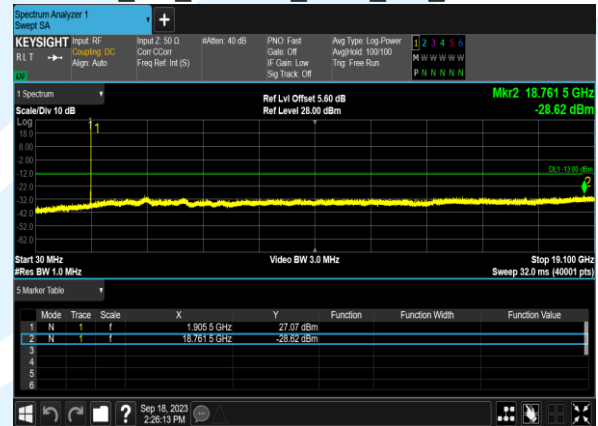 Spectrum Analyzer 1
Swept SA
+
KEYSIGHT Input: RF Input Z: 50 Ω #Atten: 40 dB PNO: Fast Avg Type: Log-Power 1 2 3 4 5 6
RLT Coupling: DC Corr CCorr Gate: Off Avg|Hold: 100/100 M W W W W W
Align: Auto Freq Ref: Int (S) IF Gain: Low Trig: Free Run
LW Sig Track: Off P N N N N N
1 Spectrum Ref Lvl Offset 5.60 dB Mkr2 18.761 5 GHz
Scale/Div 10 dB Ref Level 28.00 dBm -28.62 dBm
Log
18.0 1
8.00
-2.00
-12.0 DL1 -13.00 dBm
-22.0 2
-32.0
-42.0
-52.0
-62.0
Start 30 MHz Video BW 3.0 MHz Stop 19.100 GHz
#Res BW 1.0 MHz Sweep 32.0 ms (40001 pts)
5 Marker Table
Mode Trace Scale X Y Function Function Width Function Value
1 N 1 f 1.905 5 GHz 27.07 dBm
2 N 1 f 18.761 5 GHz -28.62 dBm
3
4
5
6
? Sep 18, 2023
2:26:13 PM